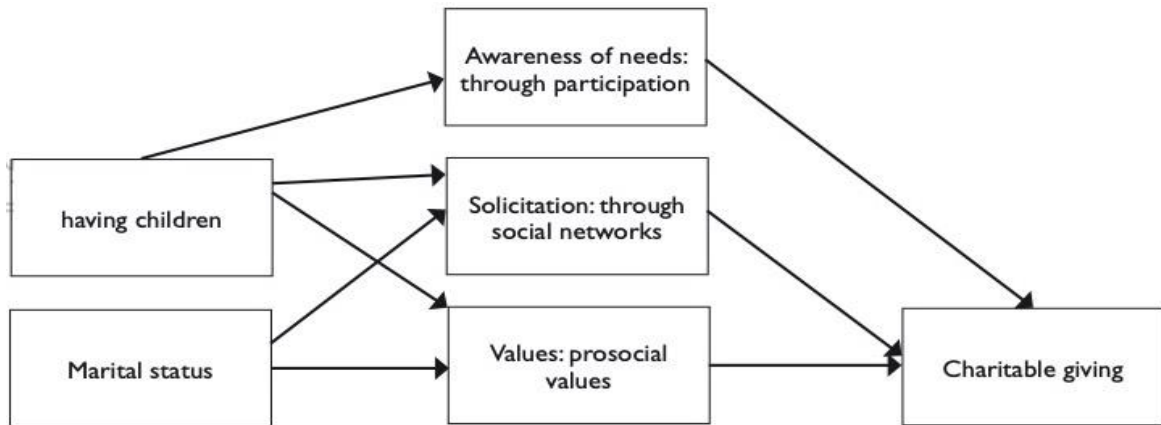 Awareness of needs:
through participation
having children
Solicitation: through
social networks
Marital status
Values: prosocial
values
Charitable giving